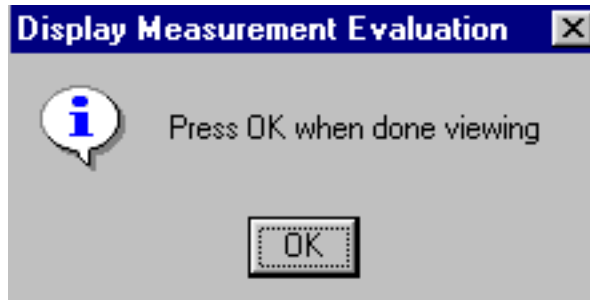 Display Measurement Evaluation
Press OK when done viewing
OK